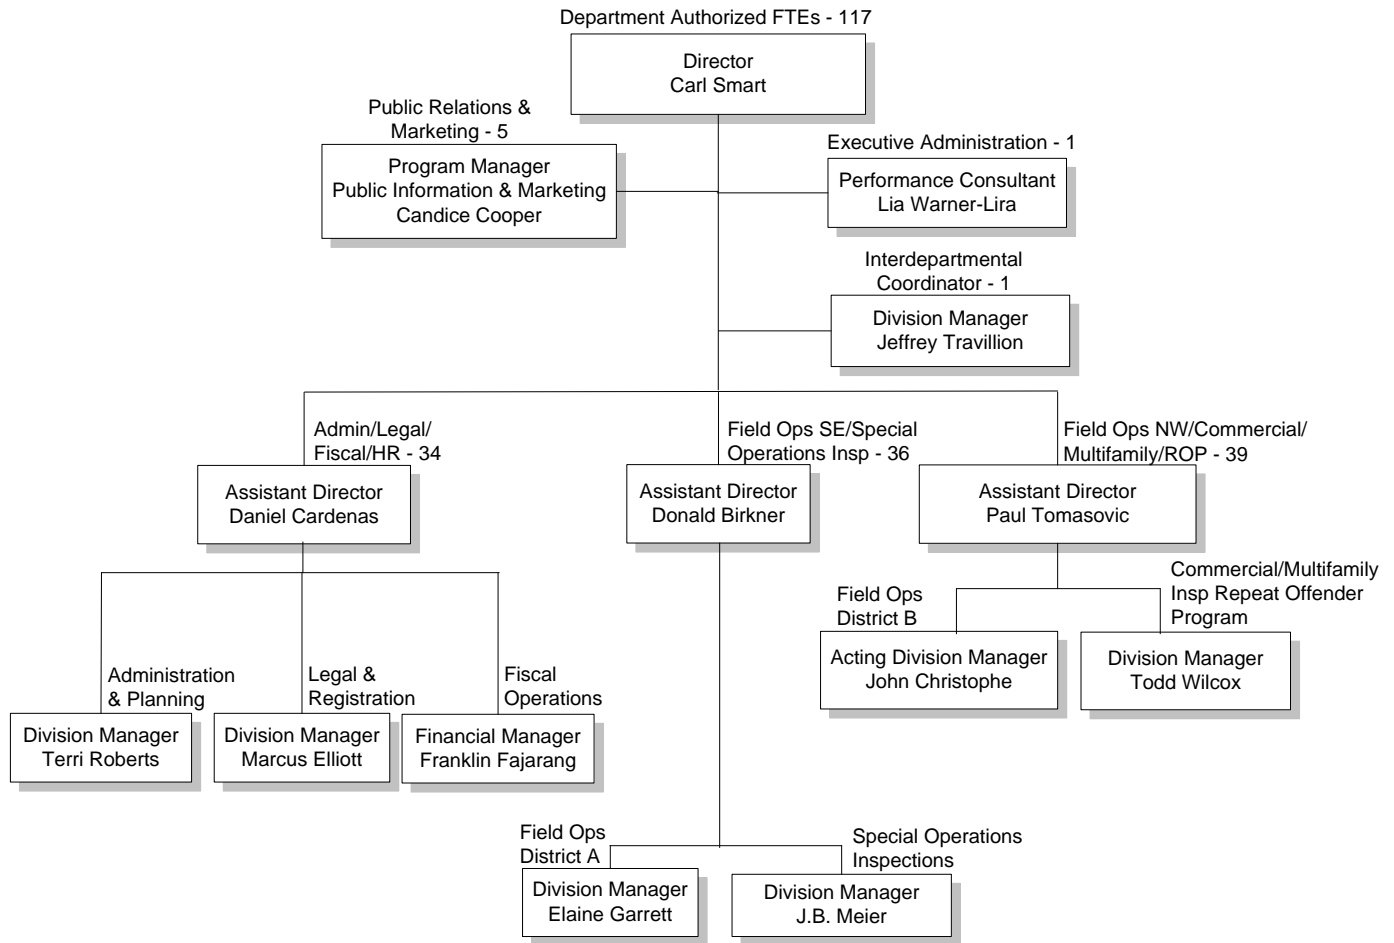 Department Authorized FTEs - 117
Director
Carl Smart
Public Relations &
Marketing - 5
Program Manager
Public Information & Marketing
Candice Cooper
Executive Administration - 1
Performance Consultant
Lia Warner-Lira
Interdepartmental
Coordinator - 1
Division Manager
Jeffrey Travillion
Admin/Legal/
Fiscal/HR - 34
Assistant Director
Daniel Cardenas
Field Ops SE/Special
Operations Insp - 36
Assistant Director
Donald Birkner
Field Ops NW/Commercial/
Multifamily/ROP - 39
Assistant Director
Paul Tomasovic
Administration
& Planning
Division Manager
Terri Roberts
Legal &
Registration
Division Manager
Marcus Elliott
Fiscal
Operations
Financial Manager
Franklin Fajarang
Field Ops
District B
Acting Division Manager
John Christophe
Commercial/Multifamily
Insp Repeat Offender
Program
Division Manager
Todd Wilcox
Field Ops
District A
Division Manager
Elaine Garrett
Special Operations
Inspections
Division Manager
J.B. Meier